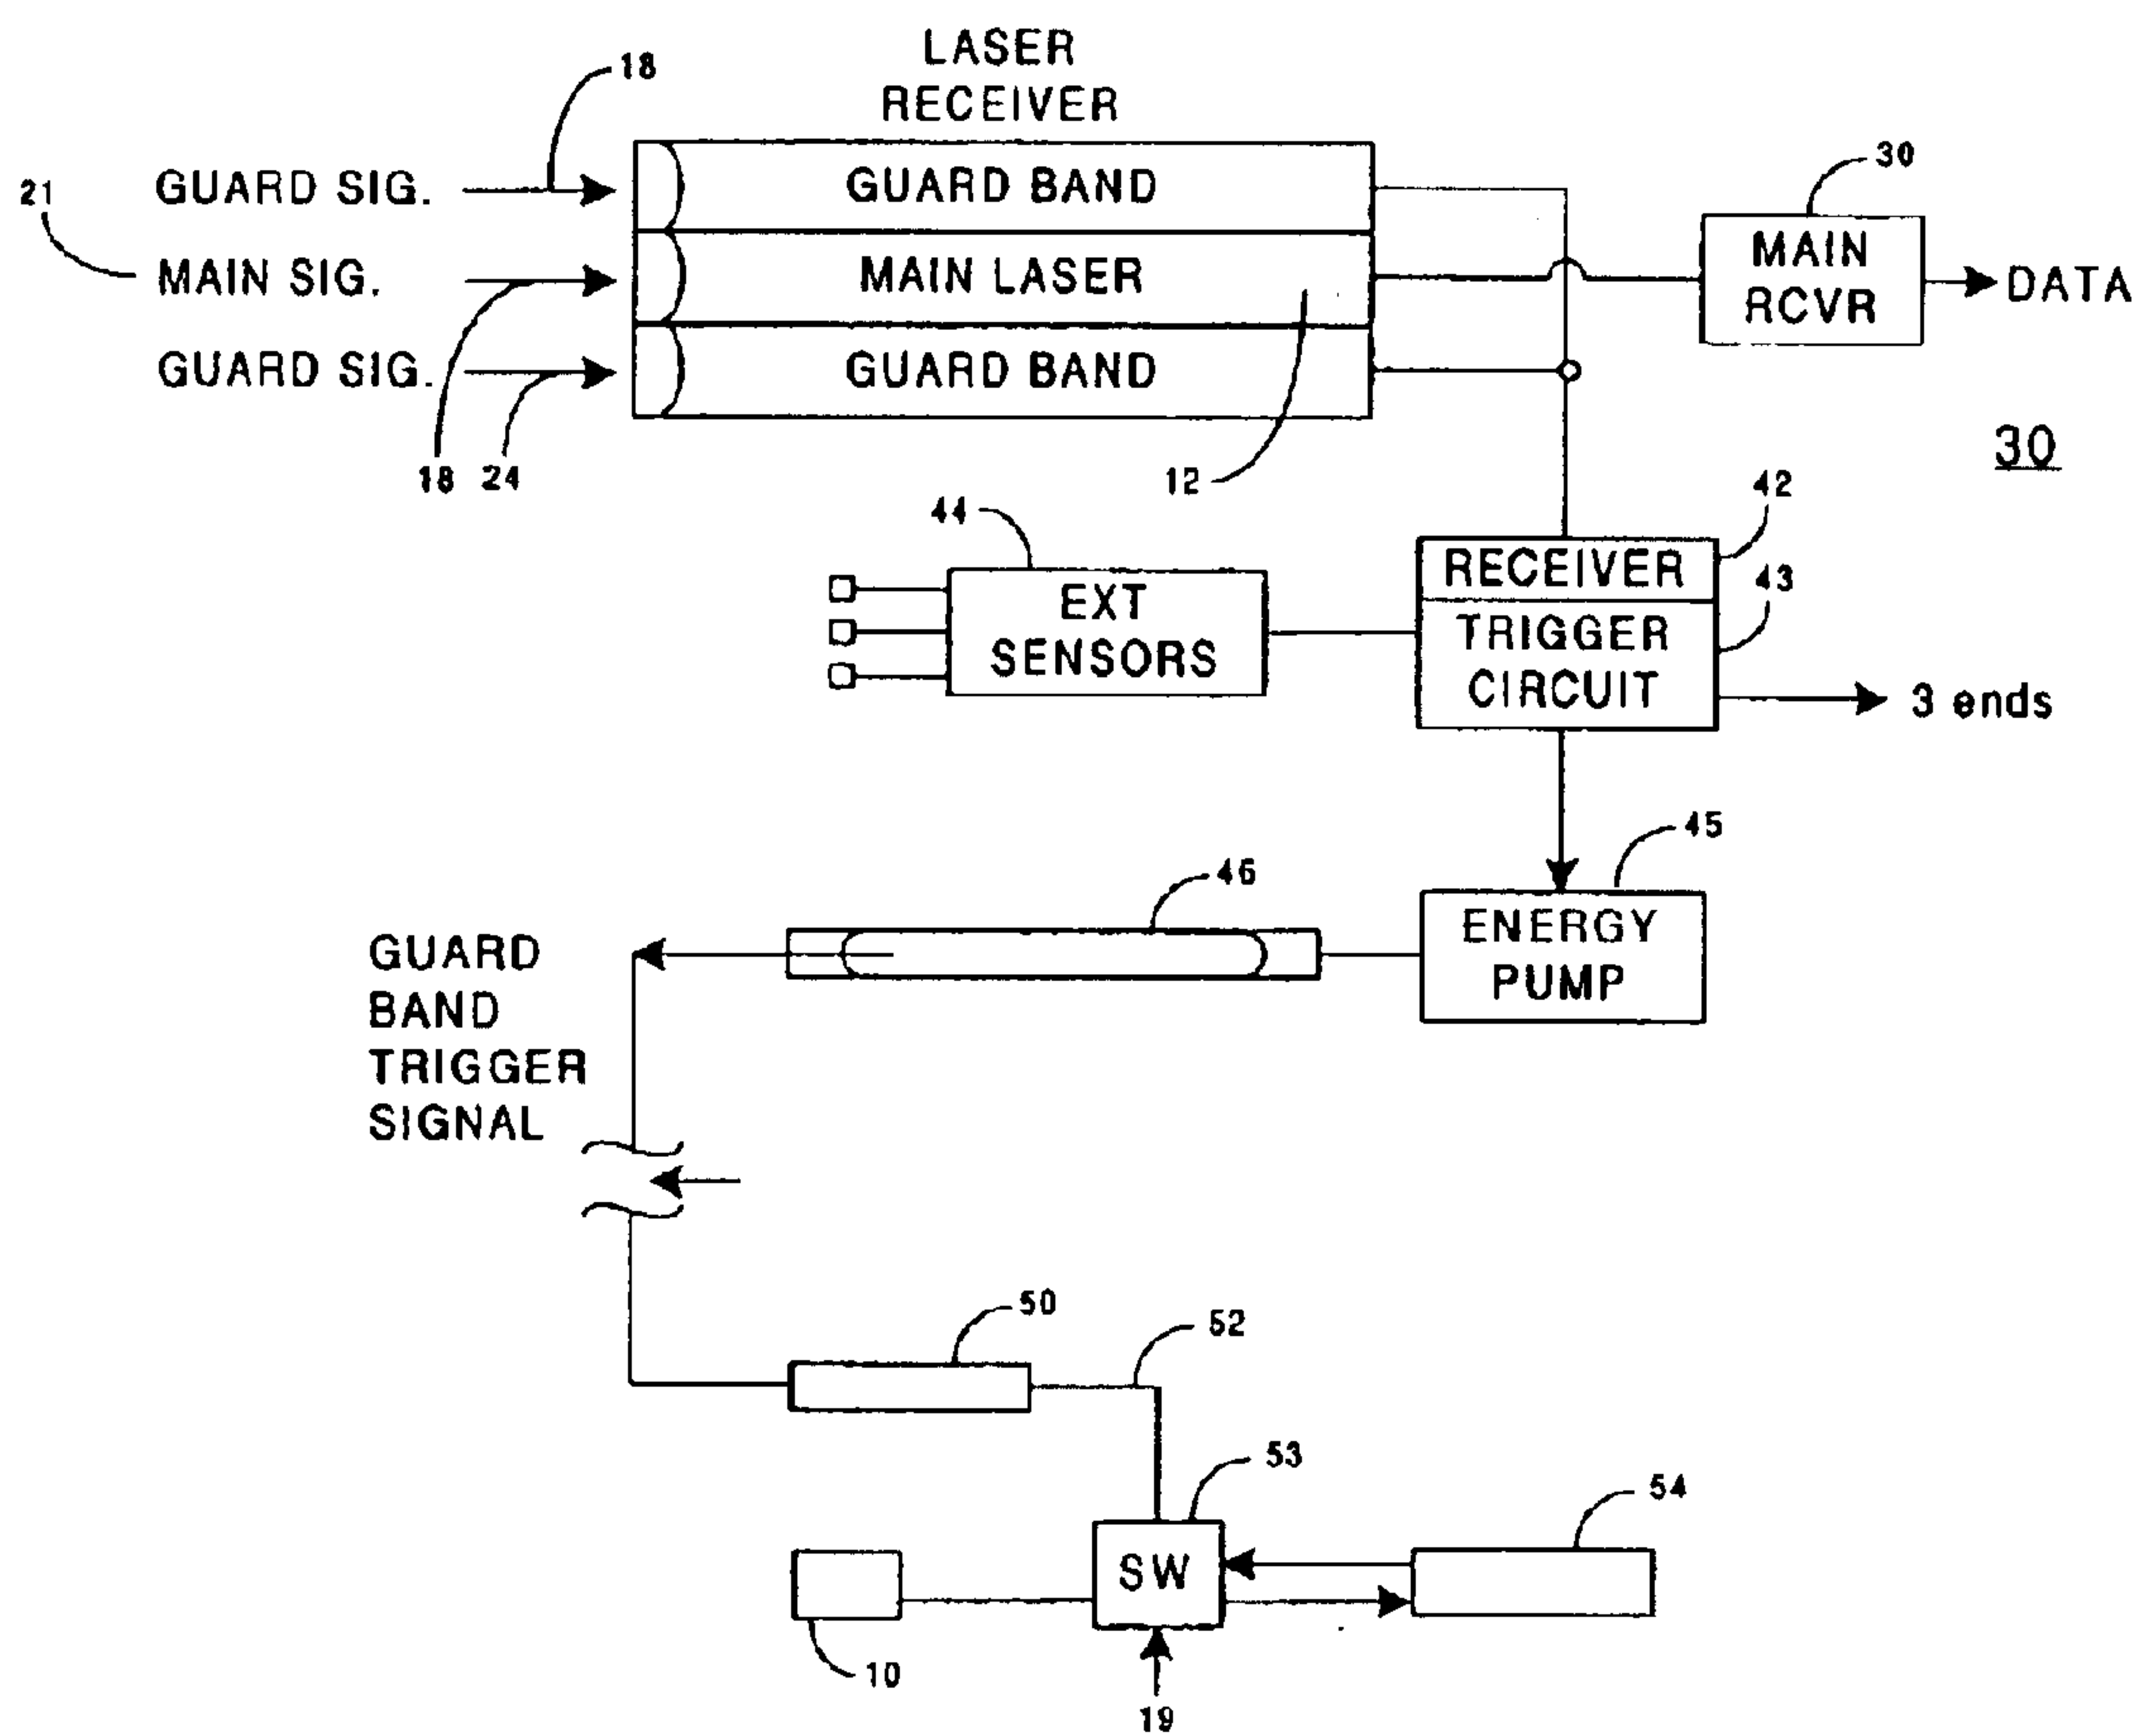 LASER
RECEIVER
18
21
GUARD SIG.
GUARD BAND
30
MAIN SIG.
MAIN LASER
MAIN
RCVR
DATA
GUARD SIG.
GUARD BAND
18
24
12
30
44
42
RECEIVER
43
EXT
SENSORS
TRIGGER
CIRCUIT
3 ends
45
46
ENERGY
PUMP
GUARD
BAND
TRIGGER
SIGNAL
50
52
53
54
SW
10
19